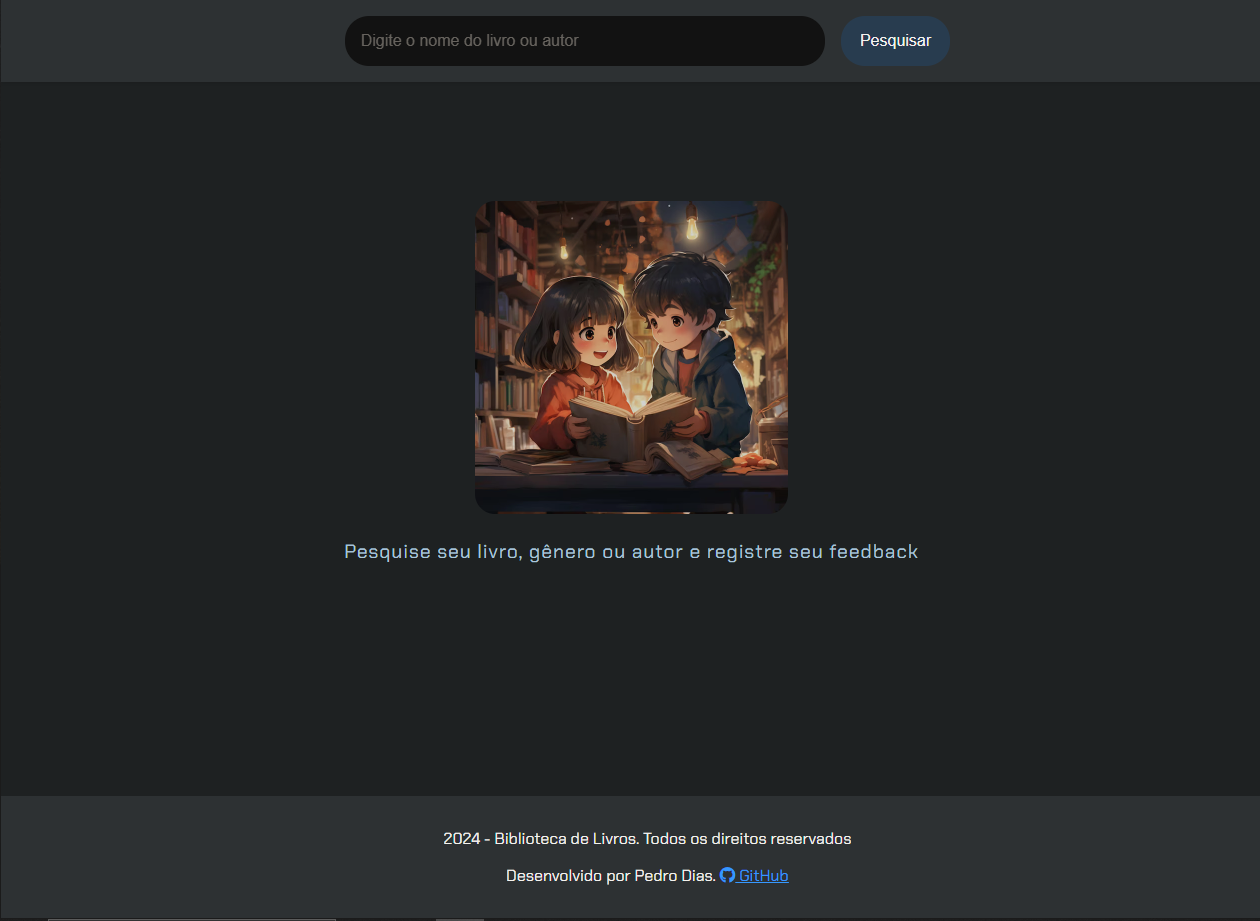 Digite o nome do livro ou autor
Pesquisar
Pesquise seu livro, gênero ou autor e registre seu feedback
2024 - Biblioteca de Livros. Todos os direitos reservados
Desenvolvido por Pedro Dias. GitHub